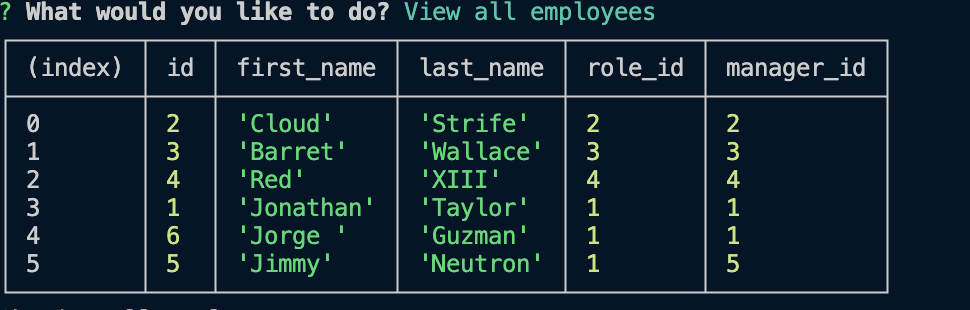 ? What would you like to do? View all employees
(index) id first_name last_name role_id manager_id
0 2 'Cloud' 'Strife' 2 2
1 3 'Barret' 'Wallace' 3 3
2 4 'Red' 'XIII' 4 4
3 1 'Jonathan' 'Taylor' 1 1
4 6 'Jorge ' 'Guzman' 1 1
5 5 'Jimmy' 'Neutron' 1 5